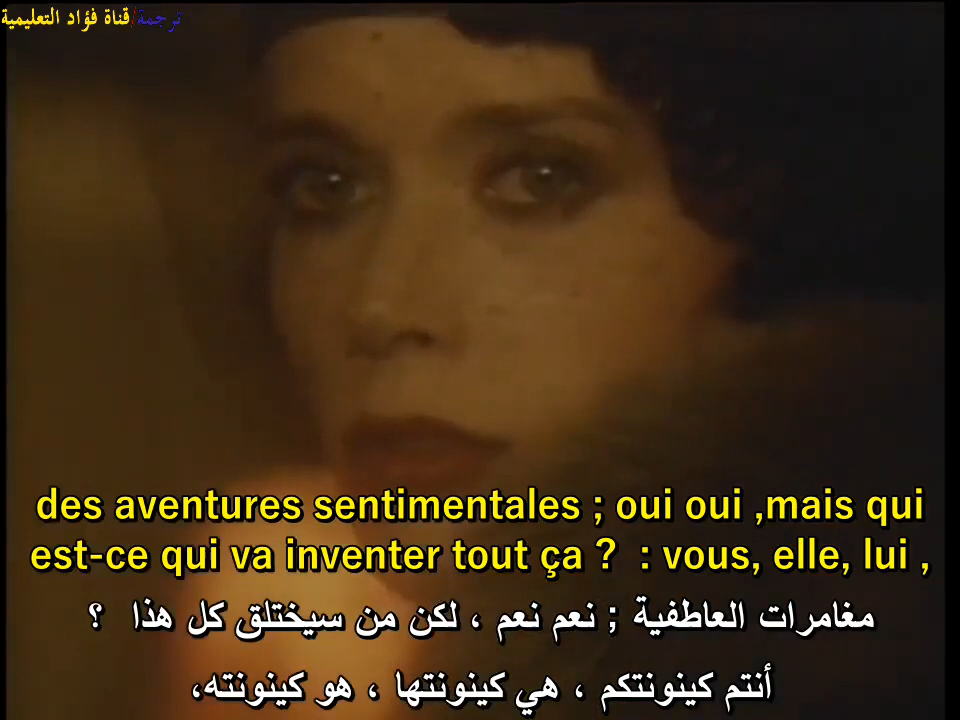 ترجمة/قناة فؤاد التعليمية
des aventures sentimentales ; oui oui ,mais qui
est-ce qui va inventer tout ça ?  : vous, elle, lui ,
مغامرات العاطفية ; نعم نعم ، لكن من سيختلق كل هذا  ؟
أنتم كينونتكم ، هي كينونتها ، هو كينونته،